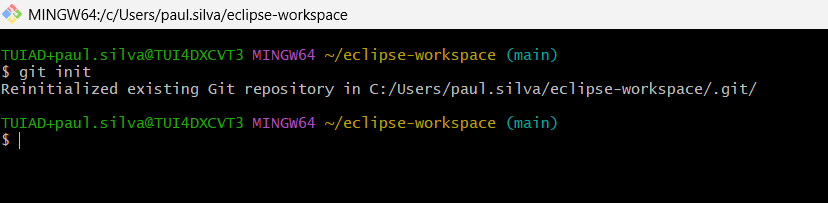 MINGW64:/c/Users/paul.silva/eclipse-workspace
TUIAD+paul.silva@TUI4DXCVT3 MINGW64 ~/eclipse-workspace (main)
$ git init
Reinitialized existing Git repository in C:/Users/paul.silva/eclipse-workspace/.git/
TUIAD+paul.silva@TUI4DXCVT3 MINGW64 ~/eclipse-workspace (main)
$